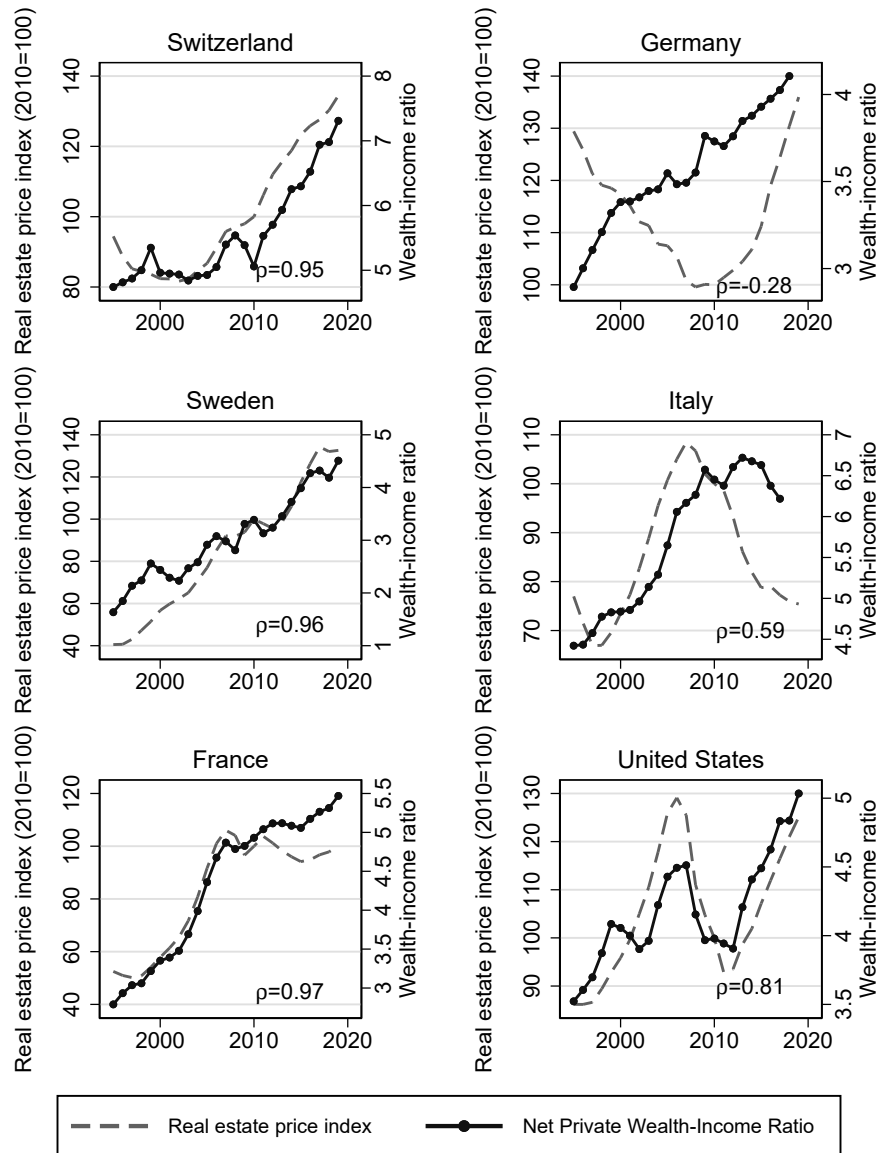 Switzerland
Real estate price index (2010=100)
140
120
100
80
8
7
6
5
Wealth-income ratio
ρ=0.95
2000 2010 2020
Germany
Real estate price index (2010=100)
140
130
120
110
100
4
3.5
3
Wealth-income ratio
ρ=-0.28
2000 2010 2020
Sweden
Real estate price index (2010=100)
140
120
100
80
60
40
5
4
3
2
1
Wealth-income ratio
ρ=0.96
2000 2010 2020
Italy
Real estate price index (2010=100)
110
100
90
80
70
7
6.5
6
5.5
5
4.5
Wealth-income ratio
ρ=0.59
2000 2010 2020
France
Real estate price index (2010=100)
120
100
80
60
40
5.5
5
4.5
4
3.5
3
Wealth-income ratio
ρ=0.97
2000 2010 2020
United States
Real estate price index (2010=100)
130
120
110
100
90
5
4.5
4
3.5
Wealth-income ratio
ρ=0.81
2000 2010 2020
Real estate price index Net Private Wealth-Income Ratio